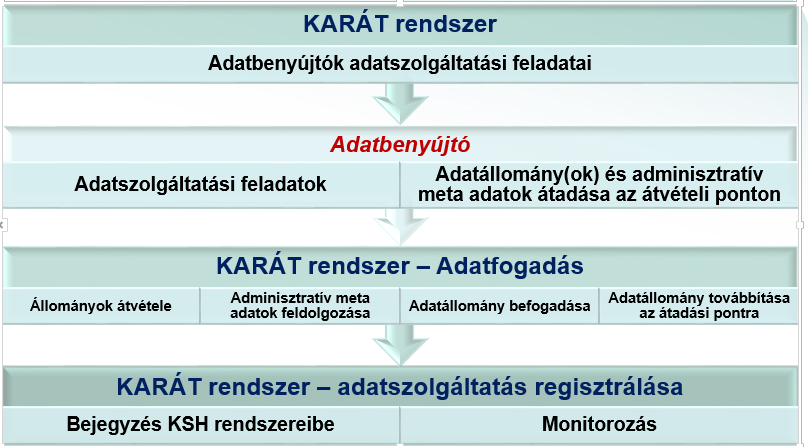 KARÁT rendszer
Adatbenyújtók adatszolgáltatási feladatai
Adatbenyújtó
Adatszolgáltatási feladatok
Adatállomány(ok) és adminisztratív
meta adatok átadása az átvételi ponton
KARÁT rendszer – Adatfogadás
Állományok átvétele
Adminisztratív meta
adatok feldolgozása
Adatállomány befogadása
Adatállomány továbbítása
az átadási pontra
KARÁT rendszer – adatszolgáltatás regisztrálása
Bejegyzés KSH rendszereibe
Monitorozás